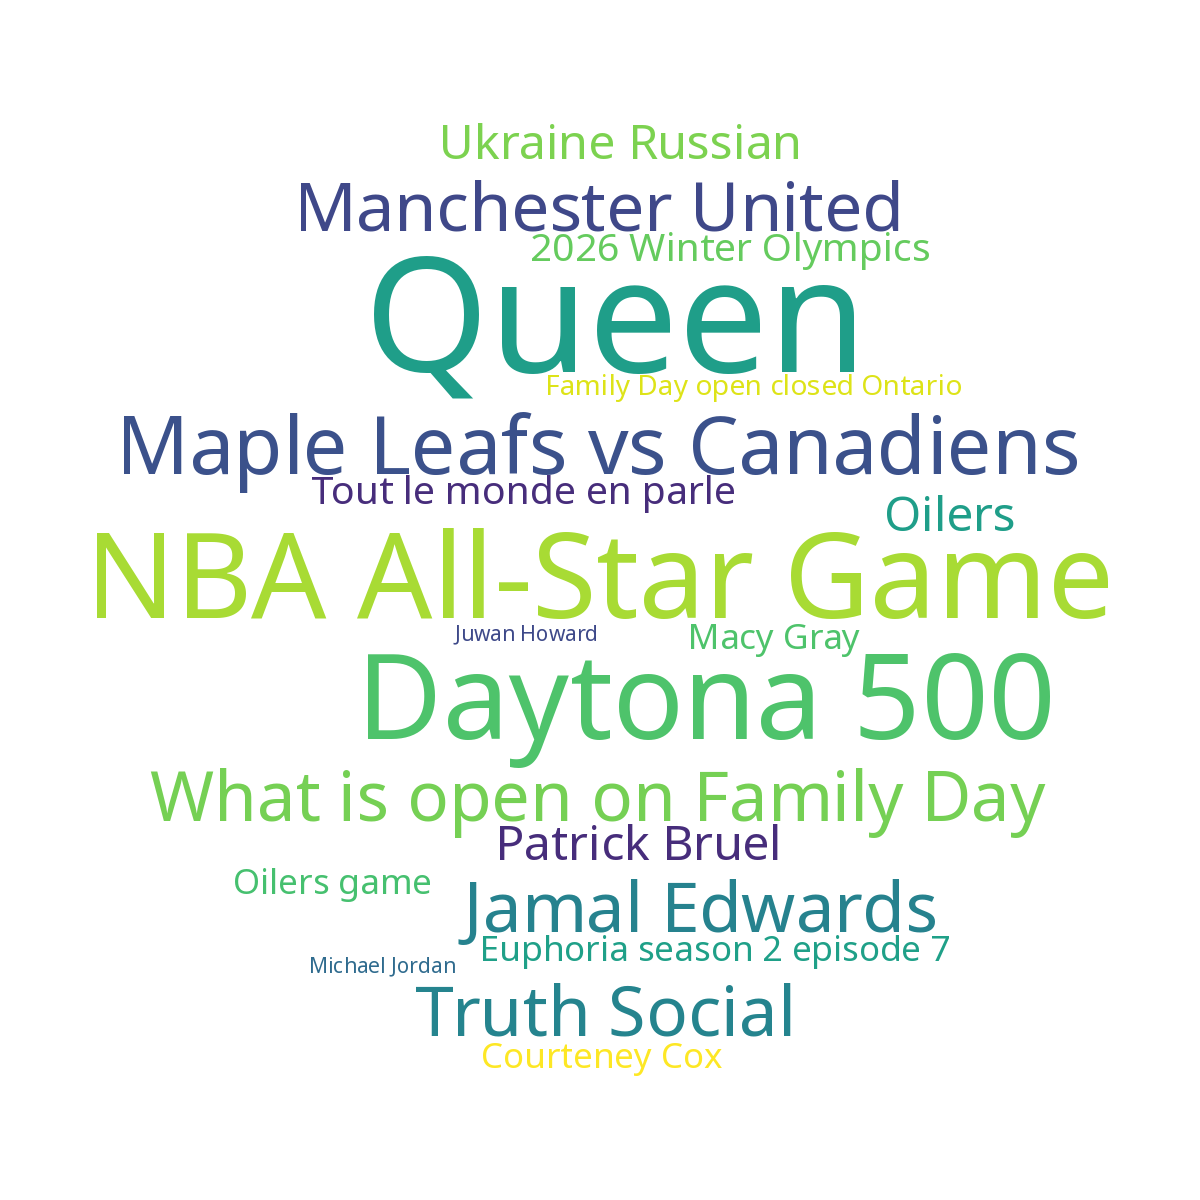 Ukraine Russian
Manchester United
2026 Winter Olympics
Queen
Family Day open closed Ontario
Maple Leafs vs Canadiens
Tout le monde en parle
Oilers
NBA All-Star Game
Juwan Howard
Macy Gray
Daytona 500
What is open on Family Day
Patrick Bruel
Oilers game
Jamal Edwards
Euphoria season 2 episode 7
Michael Jordan
Truth Social
Courteney Cox